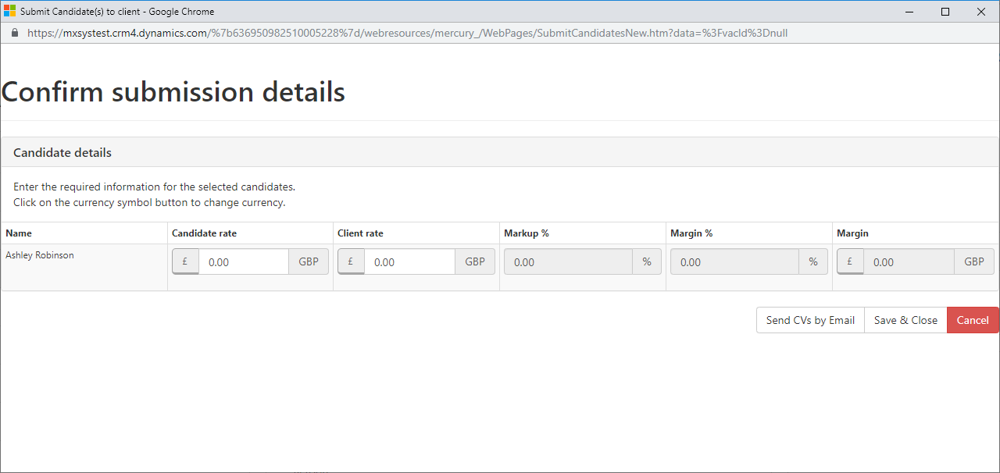 Submit Candidate(s) to client - Google Chrome
https://mxsystest.crm4.dynamics.com/%7b636950982510005228%7d/webresources/mercury_/WebPages/SubmitCandidatesNew.htm?data=%3FvacId%3Dnull
Confirm submission details
Candidate details
Enter the required information for the selected candidates.
Click on the currency symbol button to change currency.
Name Candidate rate Client rate Markup % Margin % Margin
Ashley Robinson £ 0.00 GBP £ 0.00 GBP 0.00 % 0.00 % £ 0.00 GBP
Send CVs by Email Save & Close Cancel